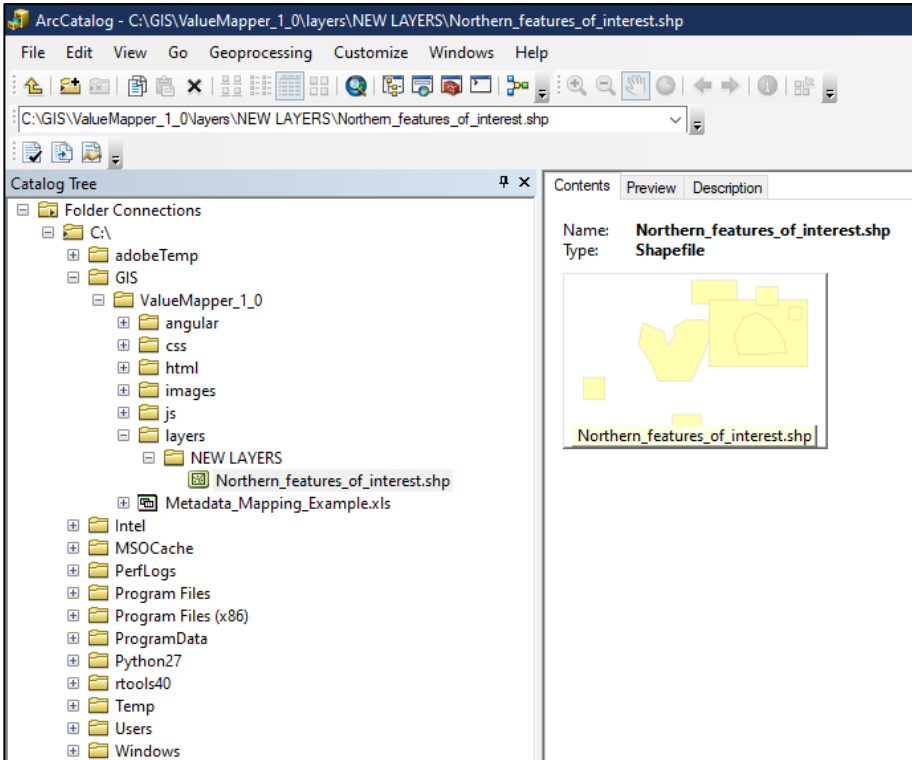 ArcCatalog - C:\GIS\ValueMapper_1_0\layers\NEW LAYERS\Northern_features_of_interest.shp
File Edit View Go Geoprocessing Customize Windows Help
C:\GIS\ValueMapper_1_0\layers\NEW LAYERS\Northern_features_of_interest.shp
Catalog Tree
Folder Connections
C:\
adobeTemp
GIS
ValueMapper_1_0
angular
css
html
images
js
layers
NEW LAYERS
Northern_features_of_interest.shp
Metadata_Mapping_Example.xls
Intel
MSOCache
PerfLogs
Program Files
Program Files (x86)
ProgramData
Python27
rtools40
Temp
Users
Windows
Contents Preview Description
Name: Northern_features_of_interest.shp
Type: Shapefile
Northern_features_of_interest.shp